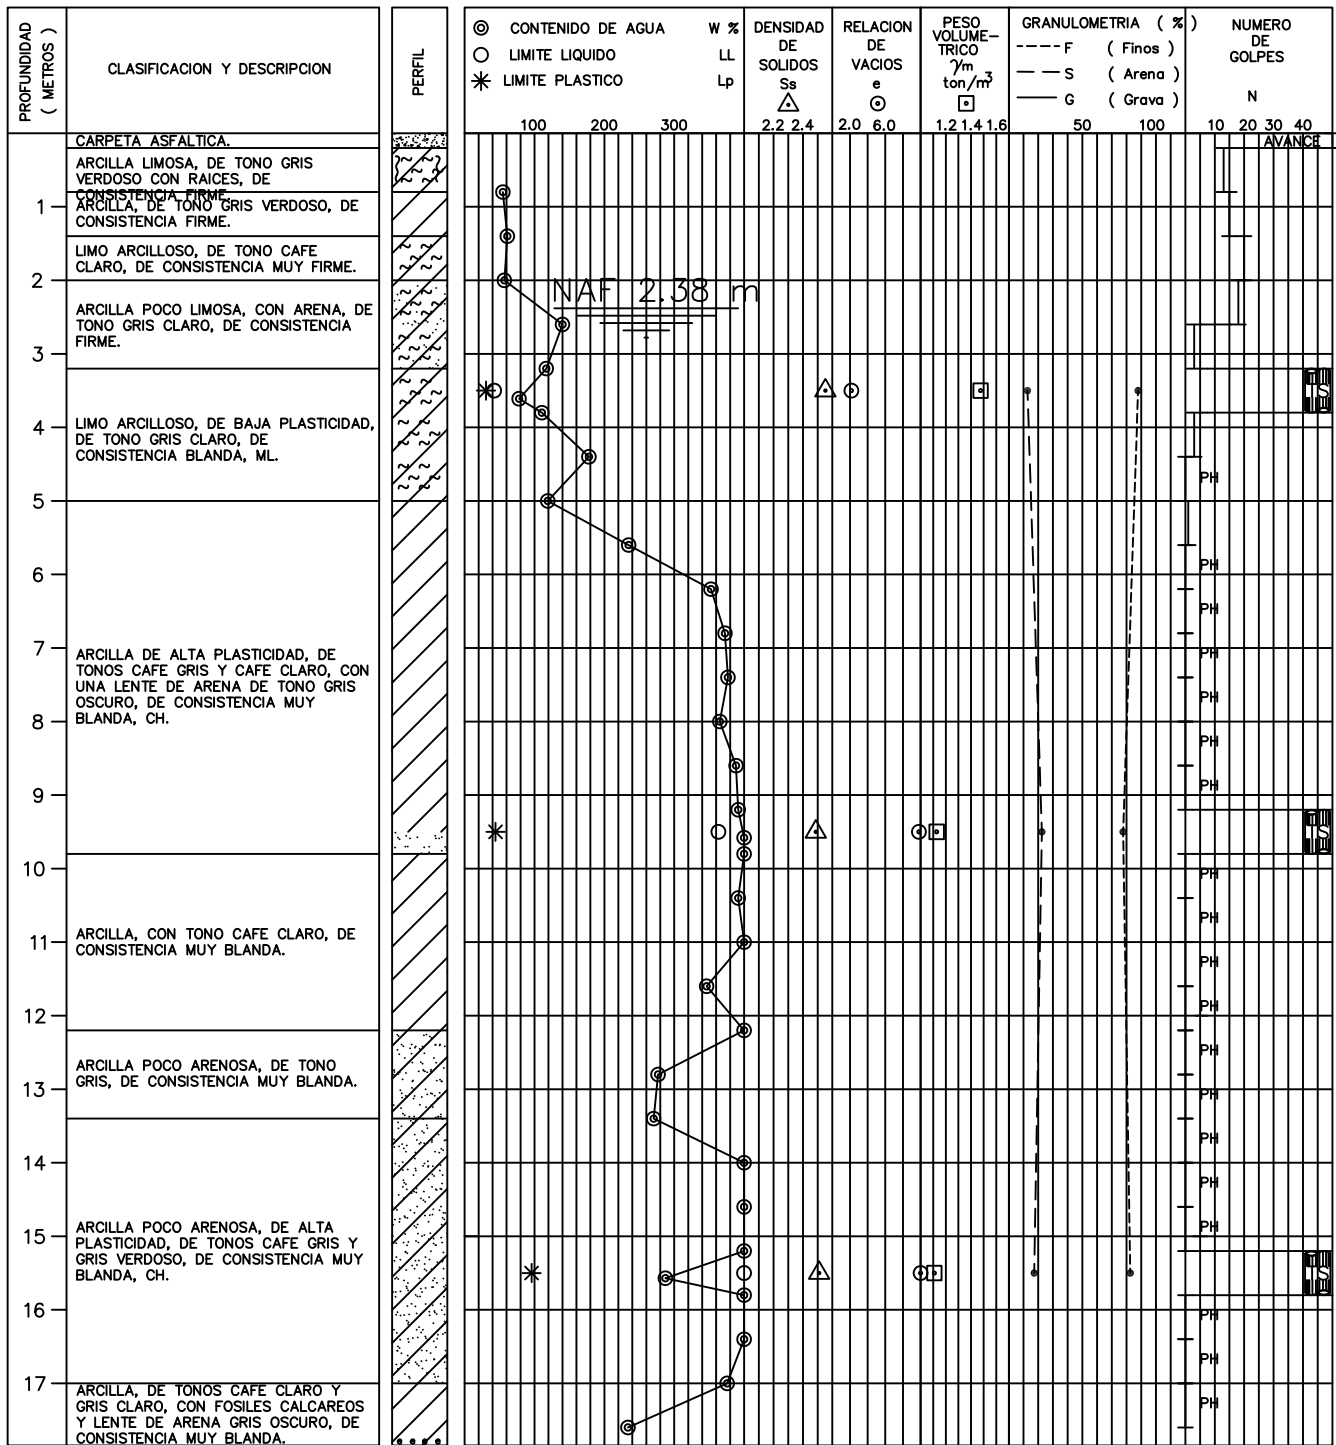 PROFUNDIDAD
( METROS )
CLASIFICACION Y DESCRIPCION
PERFIL
CONTENIDO DE AGUA W %
LIMITE LIQUIDO LL
LIMITE PLASTICO Lp
100 200 300
DENSIDAD
DE
SOLIDOS
Ss
2.2 2.4
RELACION
DE
VACIOS
e
2.0 6.0
PESO
VOLUME-
TRICO
γm
ton/m³
1.2 1.4 1.6
GRANULOMETRIA ( % )
F ( Finos )
S ( Arena )
G ( Grava )
50 100
NUMERO
DE
GOLPES
N
10 20 30 40
AVANCE
CARPETA ASFALTICA.
ARCILLA LIMOSA, DE TONO GRIS
VERDOSO CON RAICES, DE
CONSISTENCIA FIRME.
1
ARCILLA, DE TONO GRIS VERDOSO, DE
CONSISTENCIA FIRME.
LIMO ARCILLOSO, DE TONO CAFE
CLARO, DE CONSISTENCIA MUY FIRME.
2
NAF 2.38 m
ARCILLA POCO LIMOSA, CON ARENA, DE
TONO GRIS CLARO, DE CONSISTENCIA
FIRME.
3
TS
4
LIMO ARCILLOSO, DE BAJA PLASTICIDAD,
DE TONO GRIS CLARO, DE
CONSISTENCIA BLANDA, ML.
PH
5
PH
6
PH
7
PH
ARCILLA DE ALTA PLASTICIDAD, DE
TONOS CAFE GRIS Y CAFE CLARO, CON
UNA LENTE DE ARENA DE TONO GRIS
OSCURO, DE CONSISTENCIA MUY
BLANDA, CH.
PH
8
PH
PH
9
TS
10
PH
PH
ARCILLA, CON TONO CAFE CLARO, DE
CONSISTENCIA MUY BLANDA.
11
PH
PH
12
PH
ARCILLA POCO ARENOSA, DE TONO
GRIS, DE CONSISTENCIA MUY BLANDA.
13
PH
PH
14
PH
PH
15
ARCILLA POCO ARENOSA, DE ALTA
PLASTICIDAD, DE TONOS CAFE GRIS Y
GRIS VERDOSO, DE CONSISTENCIA MUY
BLANDA, CH.
TS
16
PH
PH
17
PH
ARCILLA, DE TONOS CAFE CLARO Y
GRIS CLARO, CON FOSILES CALCAREOS
Y LENTE DE ARENA GRIS OSCURO, DE
CONSISTENCIA MUY BLANDA.